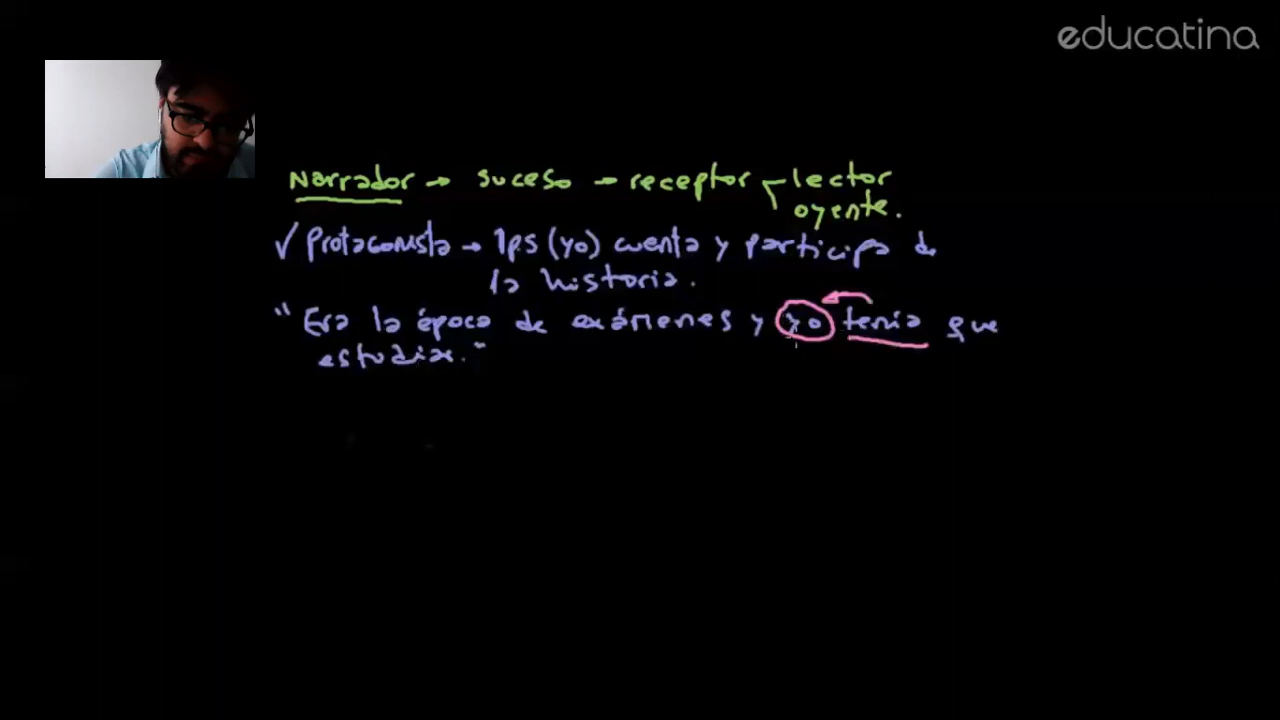 educatina
Narrador → suceso → receptor lector
oyente.
✓ Protagonista → 1ps (yo) cuenta y participa de
la historia.
"Era la época de exámenes y yo tenía que
estudiar."